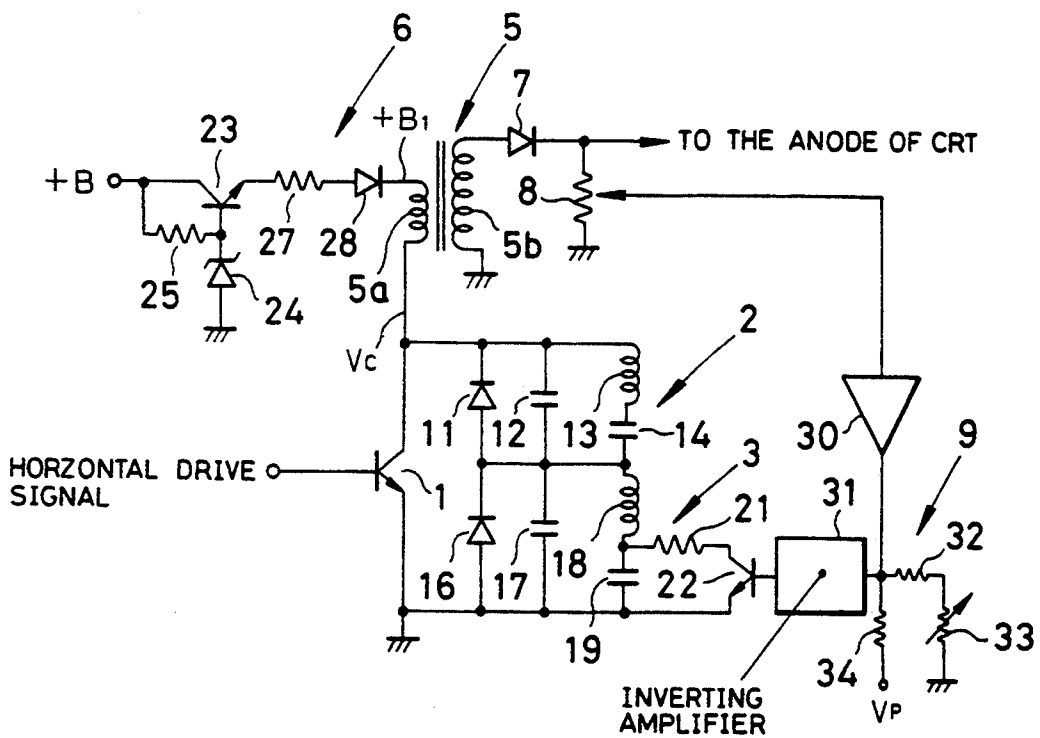 6
5
7
+B₁
23
TO THE ANODE OF CRT
+B
8
27
28
5b
25
24
5a
2
Vc
11
12
13
14
30
9
HORZONTAL DRIVE
SIGNAL
1
3
31
21
32
16
17
18
22
19
34
33
INVERTING
AMPLIFIER
VP